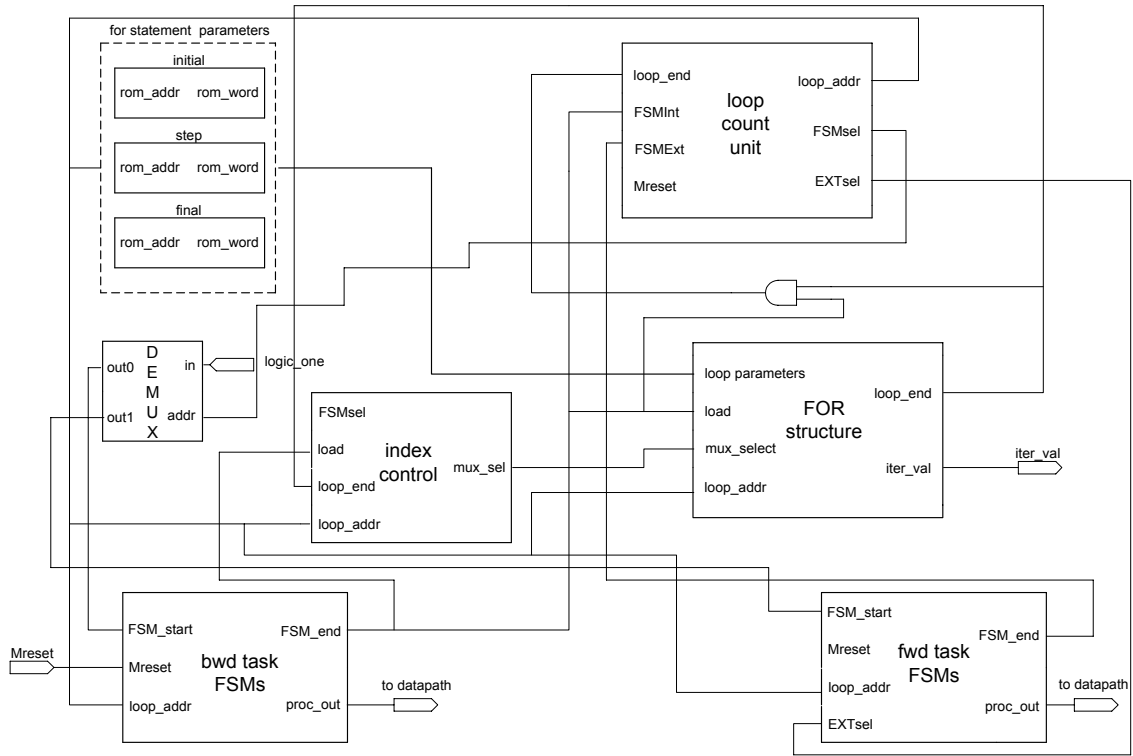 for statement parameters
initial
rom_addr rom_word
step
rom_addr rom_word
final
rom_addr rom_word
loop_end
FSMInt
FSMExt
Mreset
loop
count
unit
loop_addr
FSMsel
EXTsel
out0
out1
D
E
M
U
X
in
addr
logic_one
FSMsel
load
loop_end
loop_addr
index
control
mux_sel
loop parameters
load
mux_select
loop_addr
FOR
structure
loop_end
iter_val
iter_val
Mreset
FSM_start
Mreset
loop_addr
bwd task
FSMs
FSM_end
proc_out
to datapath
FSM_start
Mreset
loop_addr
EXTsel
fwd task
FSMs
FSM_end
proc_out
to datapath